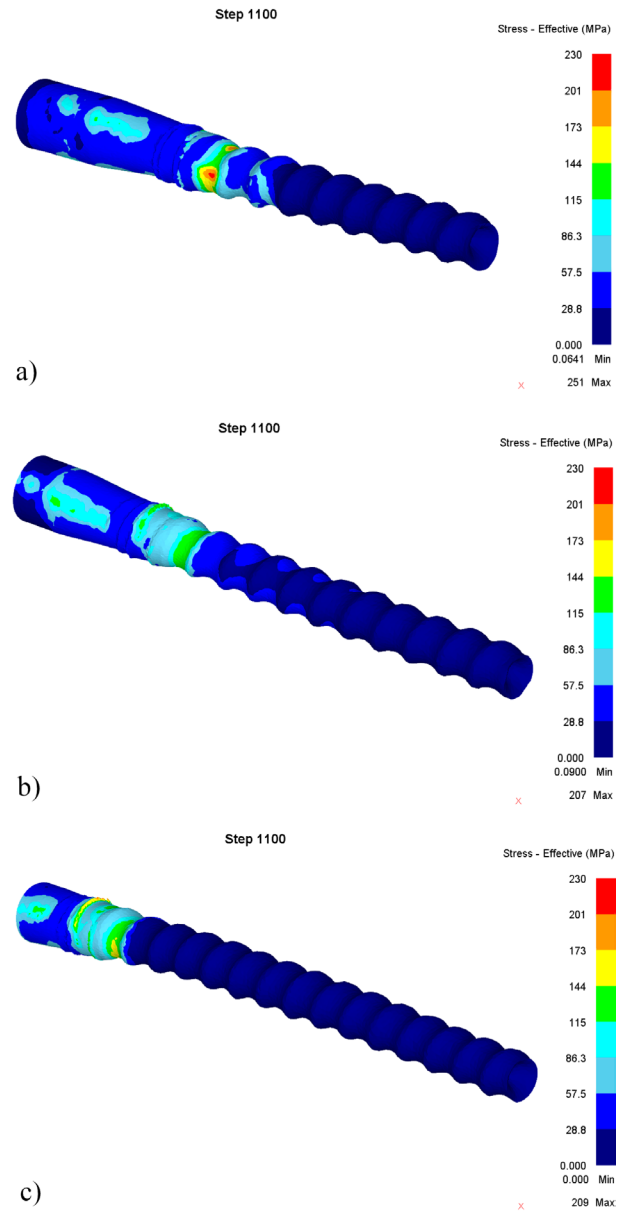 Step 1100
Stress - Effective (MPa)
230
201
173
144
115
86.3
57.5
28.8
0.000
0.0641 Min
x
251 Max
a)
Step 1100
Stress - Effective (MPa)
230
201
173
144
115
86.3
57.5
28.8
0.000
0.0900 Min
x
207 Max
b)
Step 1100
Stress - Effective (MPa)
230
201
173
144
115
86.3
57.5
28.8
0.000
0.000 Min
x
209 Max
c)